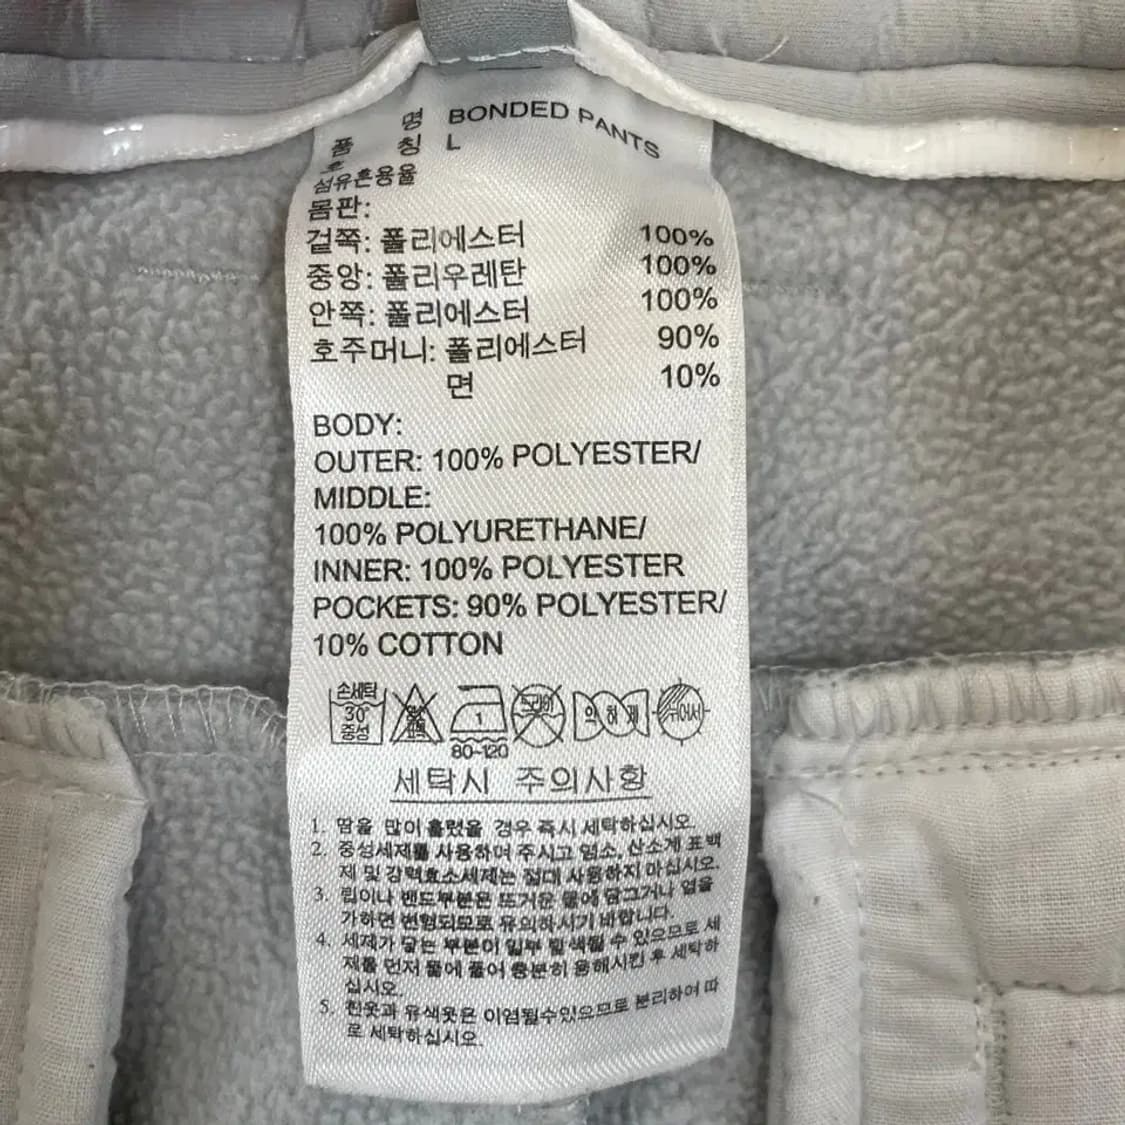 품 명 BONDED PANTS
호 칭 L
섬유혼용율
몸판:
겉쪽: 폴리에스터 100%
중앙: 폴리우레탄 100%
안쪽: 폴리에스터 100%
호주머니: 폴리에스터 90%
면 10%
BODY:
OUTER: 100% POLYESTER/
MIDDLE:
100% POLYURETHANE/
INNER: 100% POLYESTER
POCKETS: 90% POLYESTER/
10% COTTON
손세탁 30° 중성 1 드라이 약하게 뉘어서
80~120
세탁시 주의사항
1. 땀을 많이 흘렸을 경우 즉시 세탁하십시오.
2. 중성세제를 사용하여 주시고 염소, 산소계 표백
제 및 강력효소세제는 절대 사용하지 마십시오.
3. 립이나 밴드부분은 뜨거운 물에 담그거나 열을
가하면 변형되므로 유의하시기 바랍니다.
4. 세제가 닿는 부분이 일부 탈색될 수 있으므로 세
제를 먼저 물에 풀어 충분히 용해시킨 후 세탁하
십시오.
5. 흰옷과 유색옷은 이염될수있으므로 분리하여 따
로 세탁하십시오.